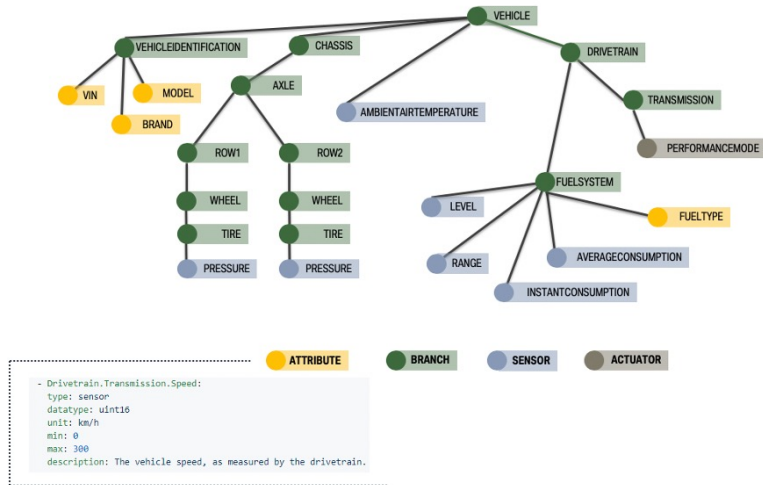 VEHICLE
VEHICLEIDENTIFICATION
CHASSIS
DRIVETRAIN
VIN
MODEL
BRAND
AXLE
AMBIENTAIRTEMPERATURE
TRANSMISSION
PERFORMANCEMODE
ROW1
ROW2
FUELSYSTEM
WHEEL
WHEEL
LEVEL
FUELTYPE
TIRE
TIRE
PRESSURE
PRESSURE
RANGE
AVERAGECONSUMPTION
INSTANTCONSUMPTION
ATTRIBUTE
BRANCH
SENSOR
ACTUATOR
- Drivetrain.Transmission.Speed:
type: sensor
datatype: uint16
unit: km/h
min: 0
max: 300
description: The vehicle speed, as measured by the drivetrain.